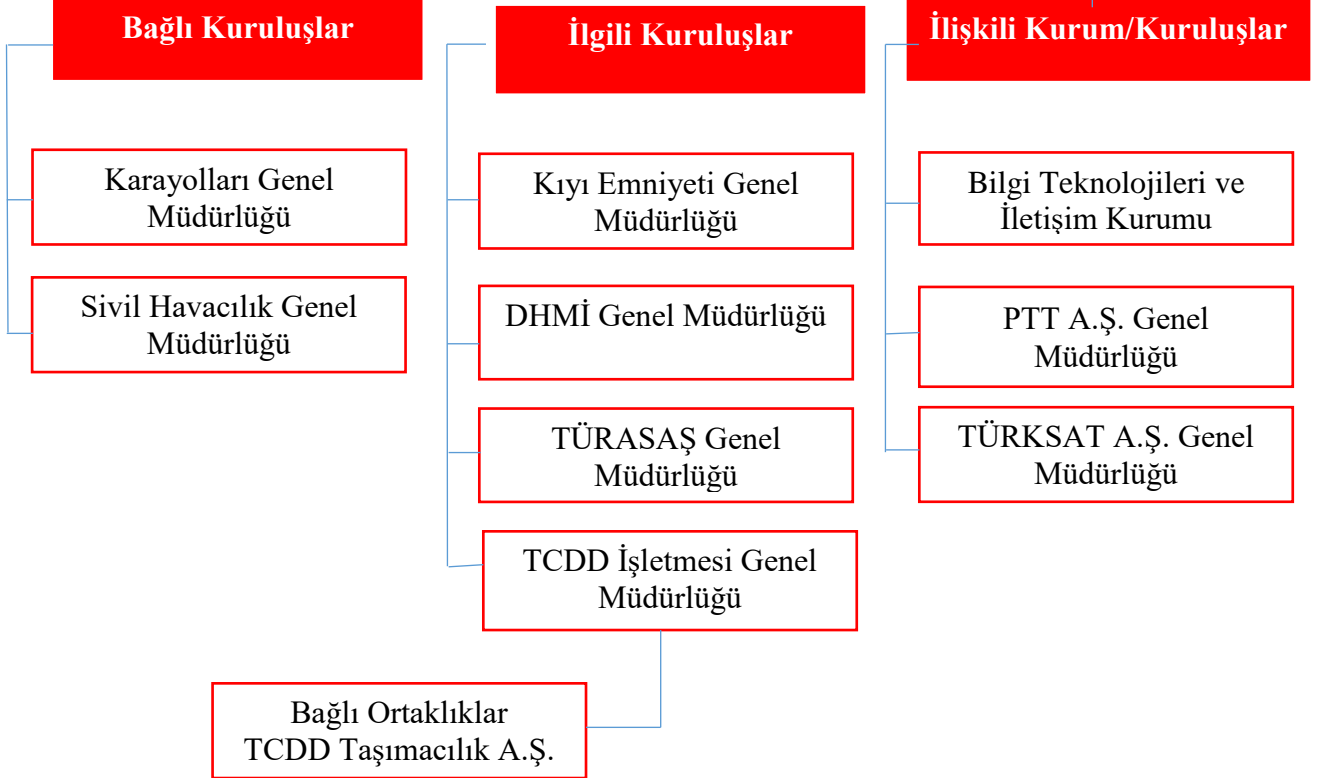 Bağlı Kuruluşlar
Karayolları Genel
Müdürlüğü
Sivil Havacılık Genel
Müdürlüğü
İlgili Kuruluşlar
Kıyı Emniyeti Genel
Müdürlüğü
DHMİ Genel Müdürlüğü
TÜRASAŞ Genel
Müdürlüğü
TCDD İşletmesi Genel
Müdürlüğü
Bağlı Ortaklıklar
TCDD Taşımacılık A.Ş.
İlişkili Kurum/Kuruluşlar
Bilgi Teknolojileri ve
İletişim Kurumu
PTT A.Ş. Genel
Müdürlüğü
TÜRKSAT A.Ş. Genel
Müdürlüğü